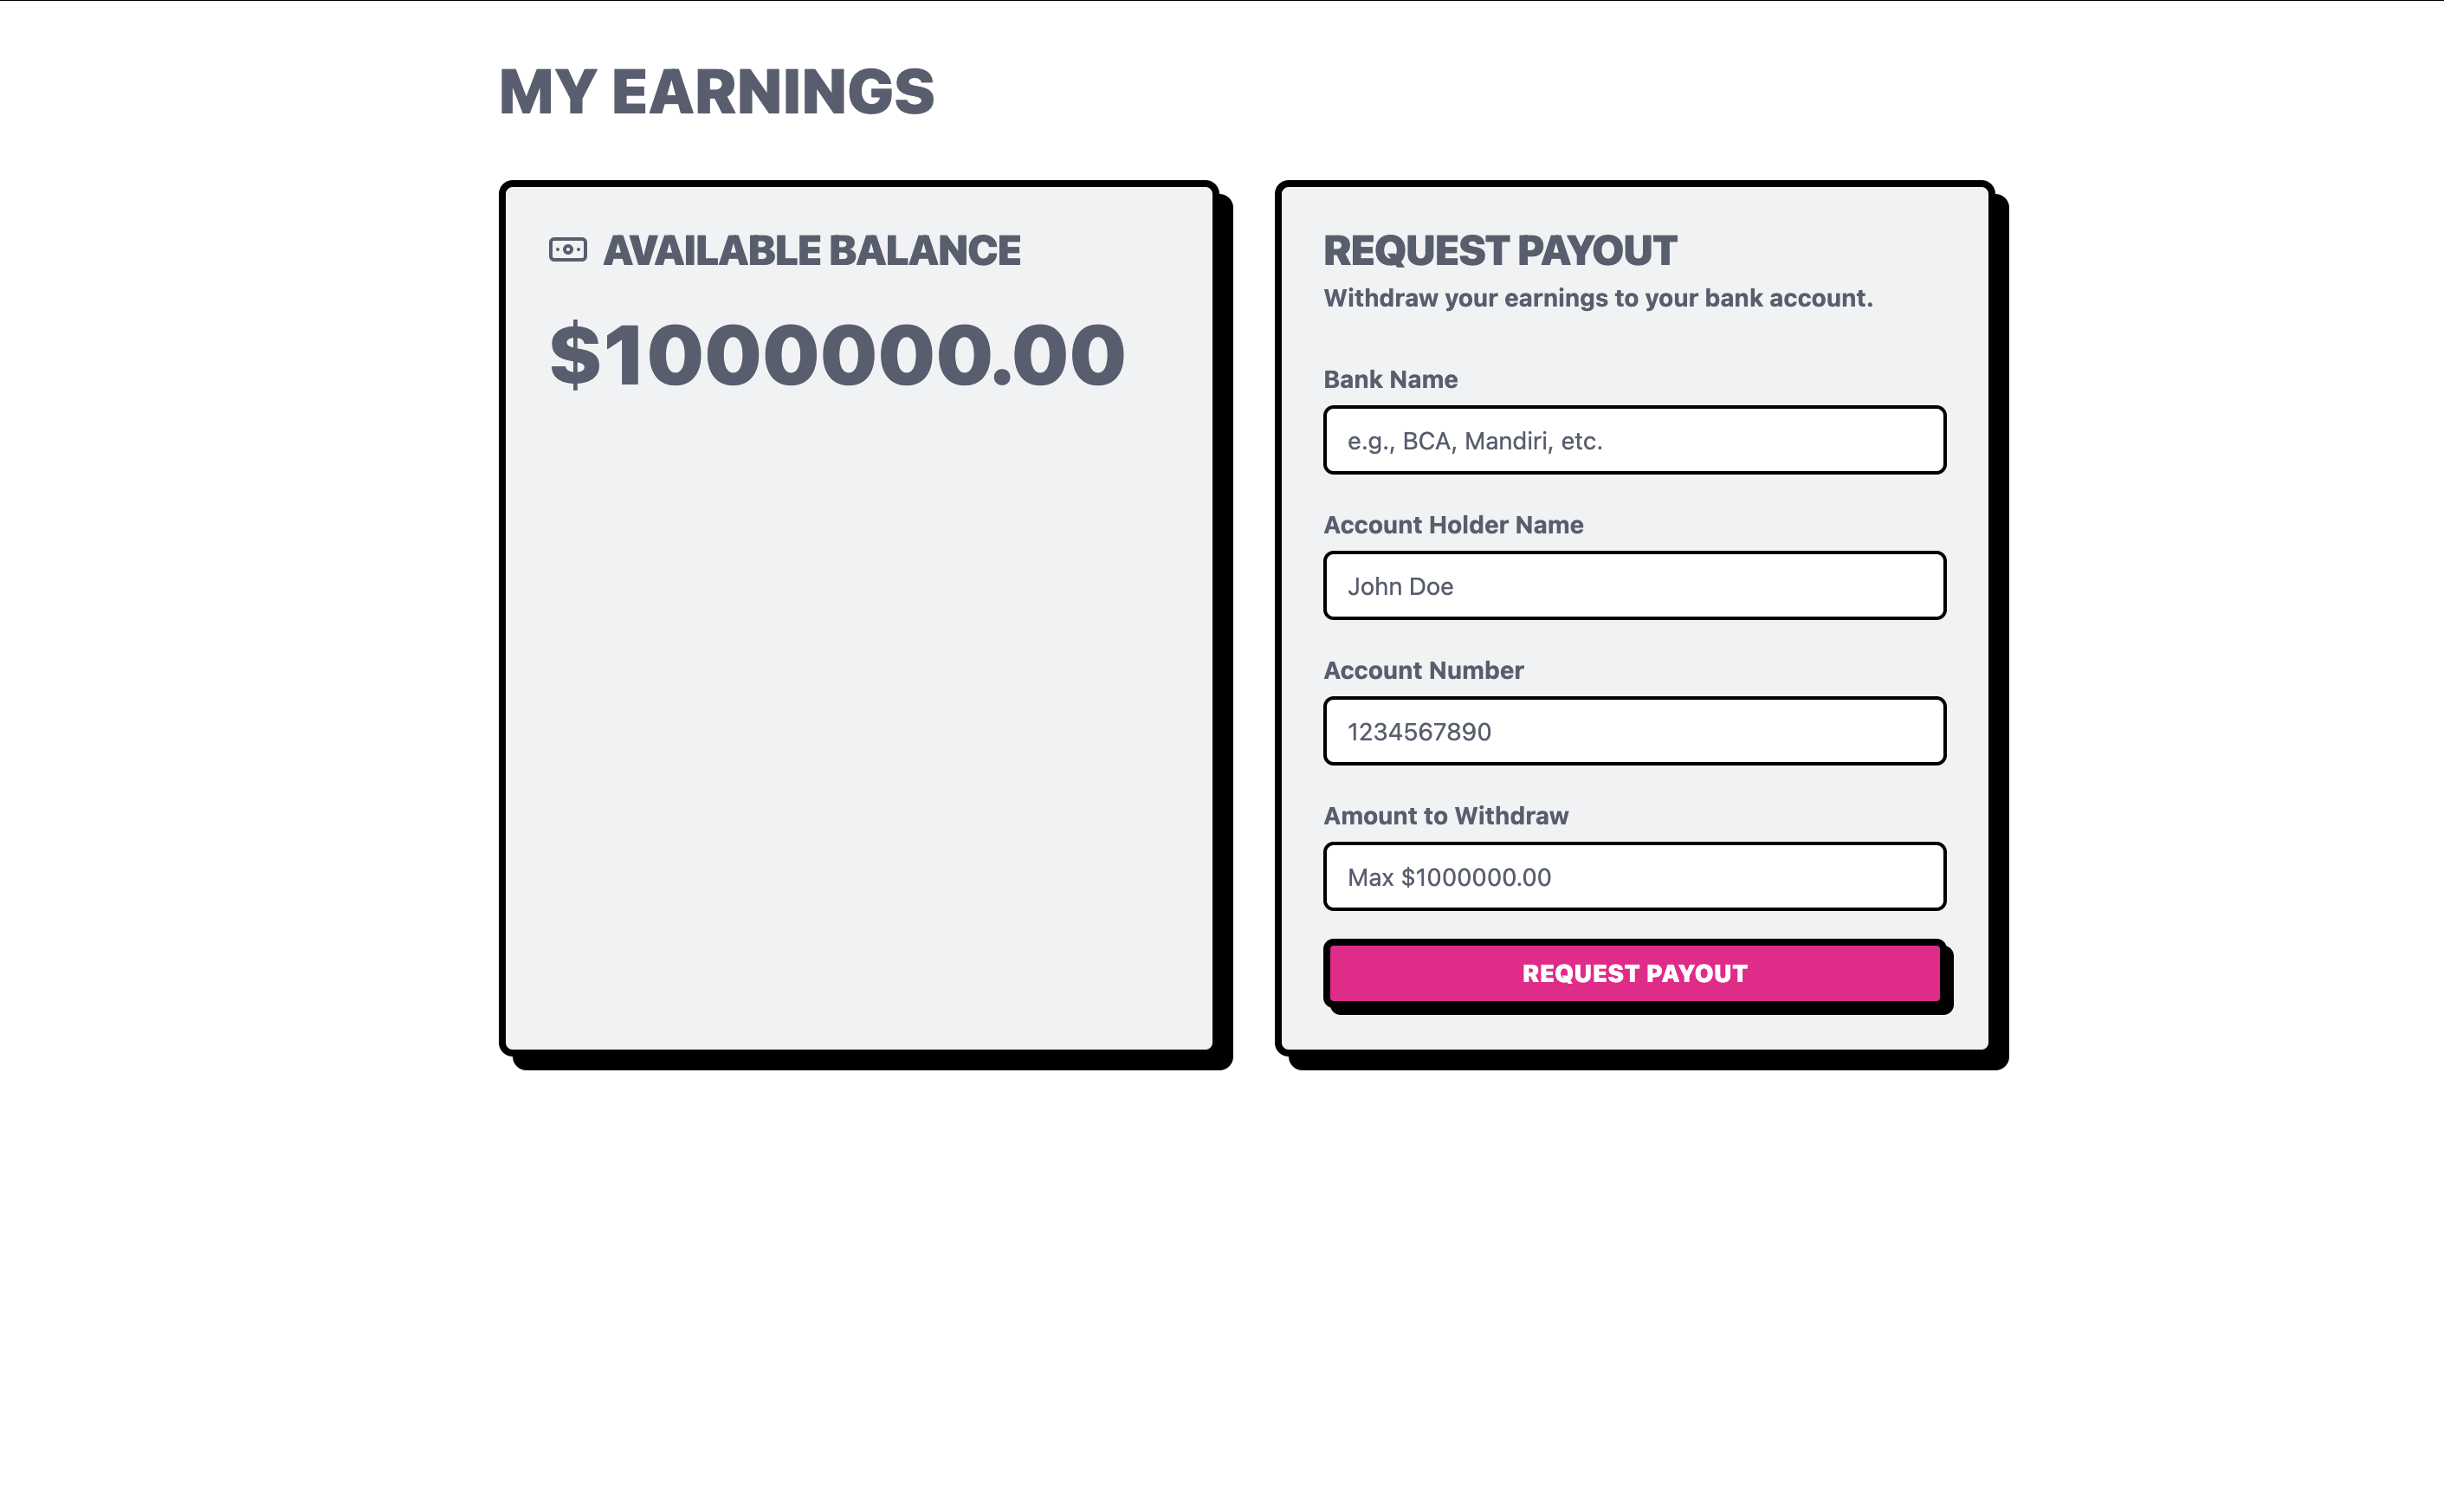 MY EARNINGS
AVAILABLE BALANCE
$1000000.00
REQUEST PAYOUT
Withdraw your earnings to your bank account.
Bank Name
e.g., BCA, Mandiri, etc.
Account Holder Name
John Doe
Account Number
1234567890
Amount to Withdraw
Max $1000000.00
REQUEST PAYOUT